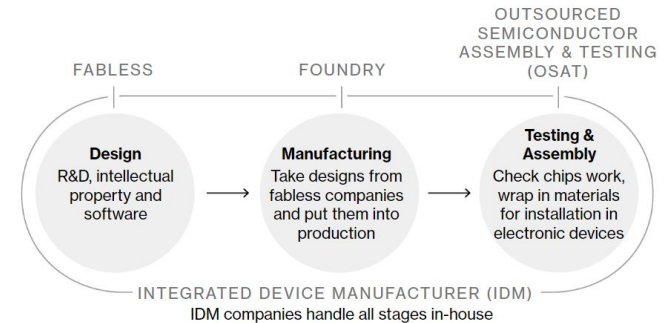 FABLESS
FOUNDRY
OUTSOURCED
SEMICONDUCTOR
ASSEMBLY & TESTING
(OSAT)
Design
R&D, intellectual
property and
software
Manufacturing
Take designs from
fabless companies
and put them into
production
Testing &
Assembly
Check chips work,
wrap in materials
for installation in
electronic devices
INTEGRATED DEVICE MANUFACTURER (IDM)
IDM companies handle all stages in-house